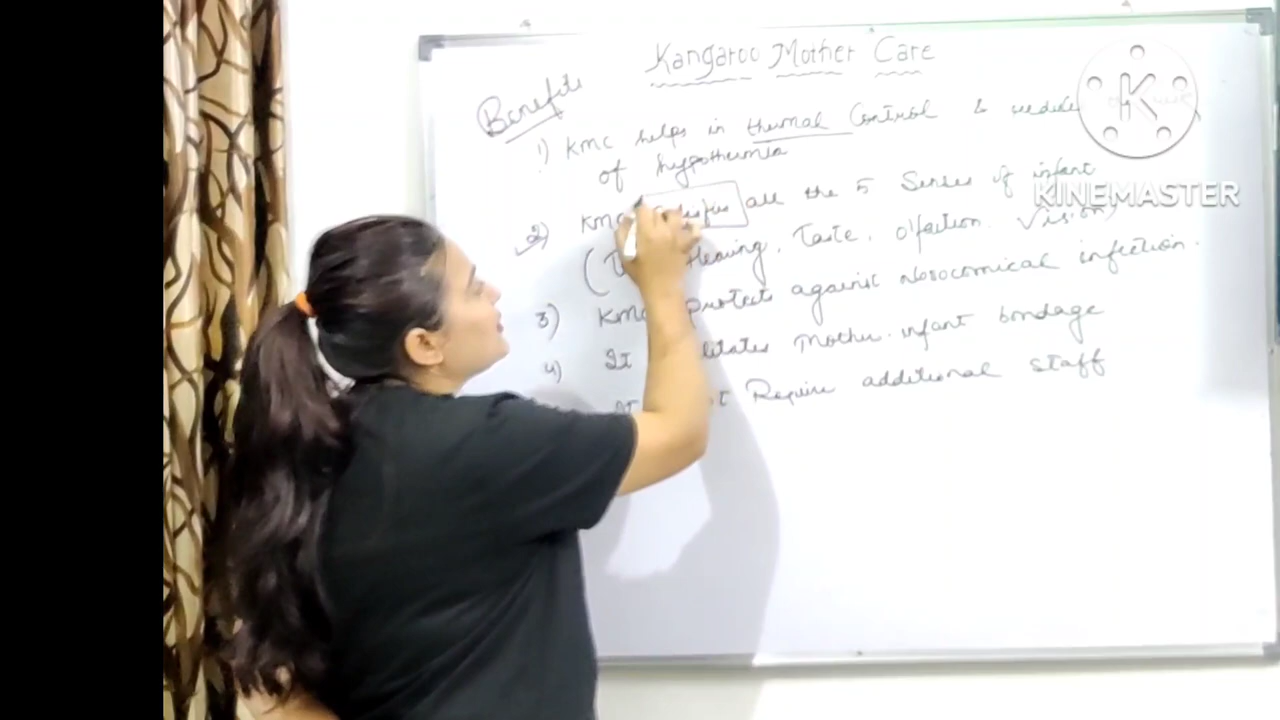 Kangaroo Mother Care
Benefits
1) KMC helps in thermal Control &
of hypothermia
2) KMC all the 5 Senses of infant
( Hearing, Taste, Olfaction, Vision)
3) KMC protects against Nosocomical infection.
4) It Mother-infant bondage
Require additional Staff
KINEMASTER